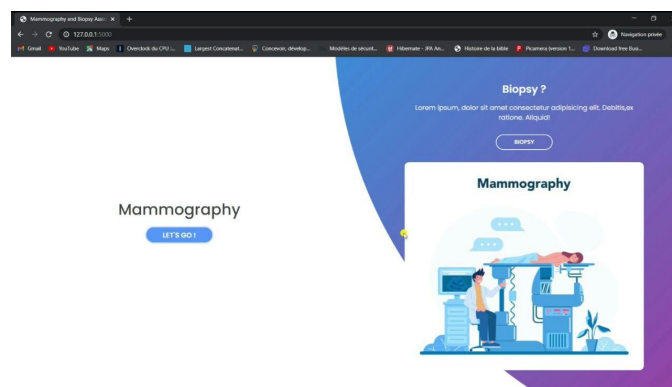 Mammography and Biopsy Assis
127.0.0.1:5000
Navigation privée
Gmail
YouTube
Maps
Overclock du CPU :...
Largest Concatenat...
Concevoir, dévelop...
Modèles de sécurit...
Hibernate - JPA An...
Histoire de la bible
Picamera (version 1...
Download free Busi...
Mammography
LET'S GO !
Biopsy ?
Lorem ipsum, dolor sit amet consectetur adipisicing elit. Debitis,ex
ratione. Aliquid!
BIOPSY
Mammography